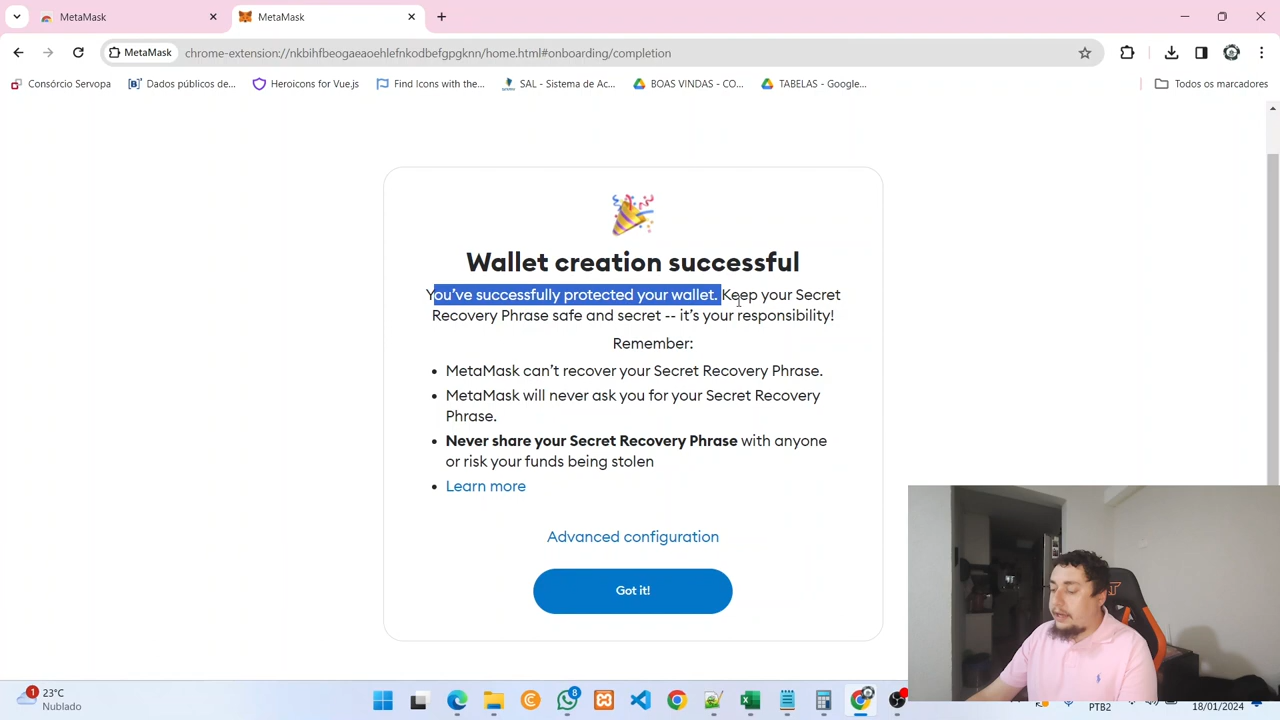 MetaMask
MetaMask
MetaMask
chrome-extension://nkbihfbeogaeaoehlefnkodbefgpgknn/home.html#onboarding/completion
Consórcio Servopa
Dados públicos de...
Heroicons for Vue.js
Find Icons with the...
SAL - Sistema de Ac...
BOAS VINDAS - CO...
TABELAS - Google...
Todos os marcadores
Wallet creation successful
You've successfully protected your wallet. Keep your Secret
Recovery Phrase safe and secret -- it's your responsibility!
Remember:
• MetaMask can't recover your Secret Recovery Phrase.
• MetaMask will never ask you for your Secret Recovery
Phrase.
• Never share your Secret Recovery Phrase with anyone
or risk your funds being stolen
• Learn more
Advanced configuration
Got it!
1
23°C
Nublado
8
PTB2
18/01/2024